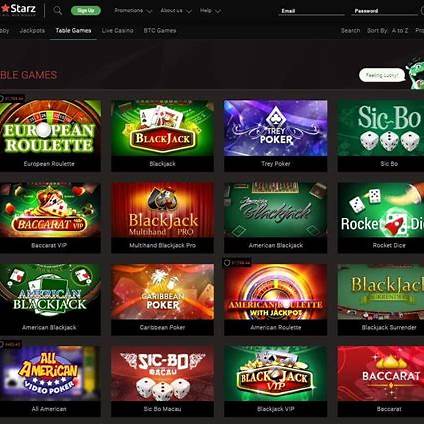 Starz
Sign Up
Promotions
About us
Help
Email
Password
bby
Jackpots
Table Games
Live Casino
BTC Games
Search
Sort By: A to Z
Pro
BLE GAMES
Feeling Lucky!
EUROPEAN
ROULETTE
BLACKJACK
TREY
POKER
SIC-BO
European Roulette
Blackjack
Trey Poker
Sic Bo
BACCARAT VIP
BLACKJACK
Multihand PRO
American
Blackjack
ROCKET DICE
Baccarat VIP
Multihand Blackjack Pro
American Blackjack
Rocket Dice
AMERICAN
BLACKJACK
CARIBBEAN
POKER
AMERICAN ROULETTE
WITH JACKPOT
BLACKJACK
SURRENDER
American Blackjack
Caribbean Poker
American Roulette
Blackjack Surrender
ALL
AMERICAN
VIDEO POKER
SIC-BO
MACAU
BLACKJACK
VIP
BACCARAT
All American
Sic Bo Macau
Blackjack VIP
Baccarat